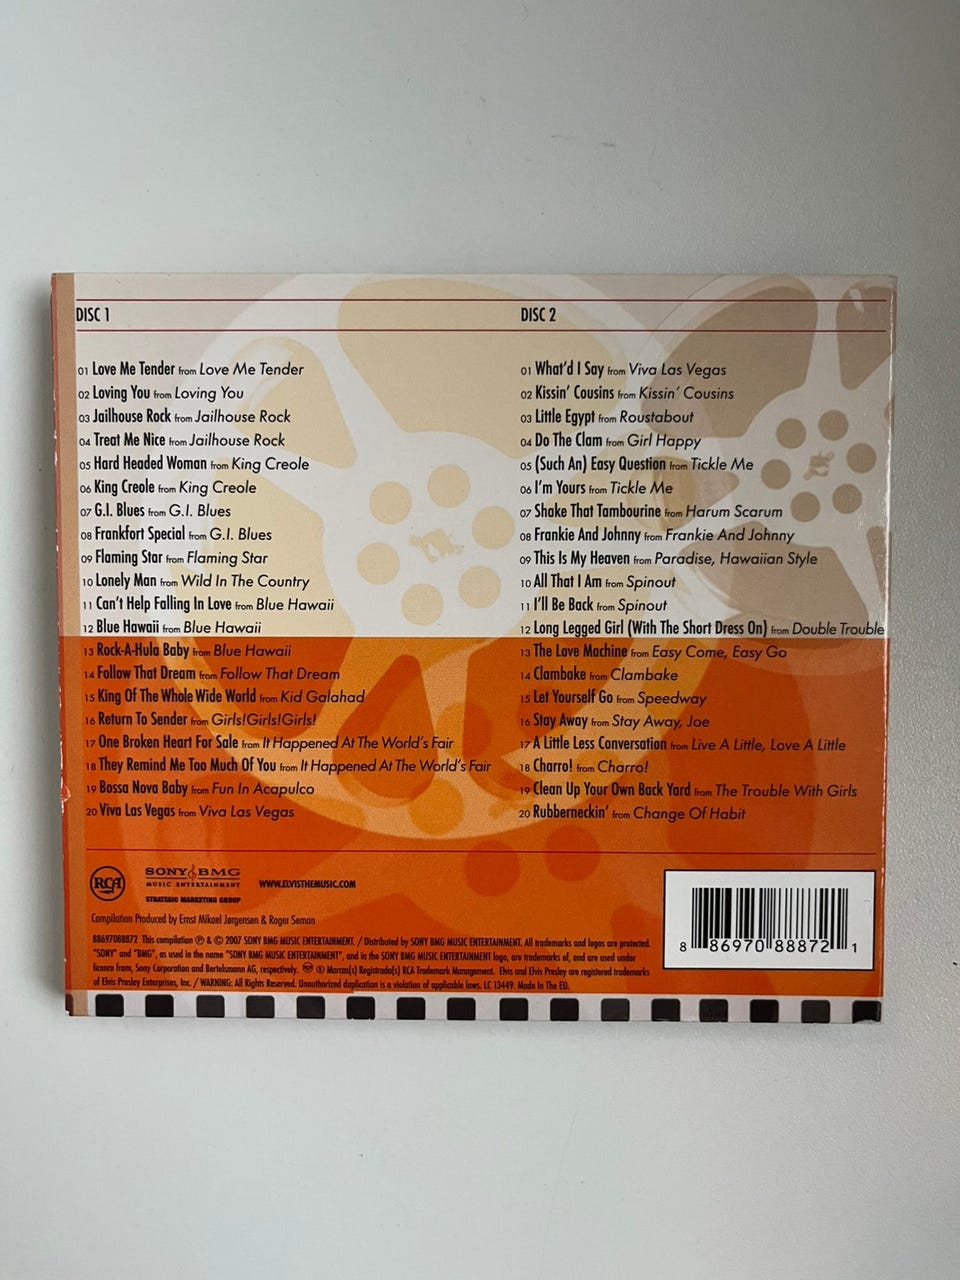 DISC 1
01 Love Me Tender from Love Me Tender
02 Loving You from Loving You
03 Jailhouse Rock from Jailhouse Rock
04 Treat Me Nice from Jailhouse Rock
05 Hard Headed Woman from King Creole
06 King Creole from King Creole
07 G.I. Blues from G.I. Blues
08 Frankfort Special from G.I. Blues
09 Flaming Star from Flaming Star
10 Lonely Man from Wild In The Country
11 Can't Help Falling In Love from Blue Hawaii
12 Blue Hawaii from Blue Hawaii
13 Rock-A-Hula Baby from Blue Hawaii
14 Follow That Dream from Follow That Dream
15 King Of The Whole Wide World from Kid Galahad
16 Return To Sender from Girls!Girls!Girls!
17 One Broken Heart For Sale from It Happened At The World's Fair
18 They Remind Me Too Much Of You from It Happened At The World's Fair
19 Bossa Nova Baby from Fun In Acapulco
20 Viva Las Vegas from Viva Las Vegas
DISC 2
01 What'd I Say from Viva Las Vegas
02 Kissin' Cousins from Kissin' Cousins
03 Little Egypt from Roustabout
04 Do The Clam from Girl Happy
05 (Such An) Easy Question from Tickle Me
06 I'm Yours from Tickle Me
07 Shake That Tambourine from Harum Scarum
08 Frankie And Johnny from Frankie And Johnny
09 This Is My Heaven from Paradise, Hawaiian Style
10 All That I Am from Spinout
11 I'll Be Back from Spinout
12 Long Legged Girl (With The Short Dress On) from Double Trouble
13 The Love Machine from Easy Come, Easy Go
14 Clambake from Clambake
15 Let Yourself Go from Speedway
16 Stay Away from Stay Away, Joe
17 A Little Less Conversation from Live A Little, Love A Little
18 Charro! from Charro!
19 Clean Up Your Own Back Yard from The Trouble With Girls
20 Rubberneckin' from Change Of Habit
RCA
SONY BMG
MUSIC ENTERTAINMENT
STRATEGIC MARKETING GROUP
WWW.ELVISTHEMUSIC.COM
Compilation Produced by Ernst Mikael Jørgensen & Roger Semon
88697088872 This compilation ℗ & © 2007 SONY BMG MUSIC ENTERTAINMENT. / Distributed by SONY BMG MUSIC ENTERTAINMENT. All trademarks and logos are protected.
"SONY" and "BMG", as used in the name "SONY BMG MUSIC ENTERTAINMENT", and in the SONY BMG MUSIC ENTERTAINMENT logo, are trademarks of, and are used under
licence from, Sony Corporation and Bertelsmann AG, respectively. RCA ® Marcas(s) Registrada(s) RCA Trademark Management. Elvis and Elvis Presley are registered trademarks
of Elvis Presley Enterprises, Inc. / WARNING: All Rights Reserved. Unauthorized duplication is a violation of applicable laws. LC 13449. Made In The EU.
8 86970 88872 1